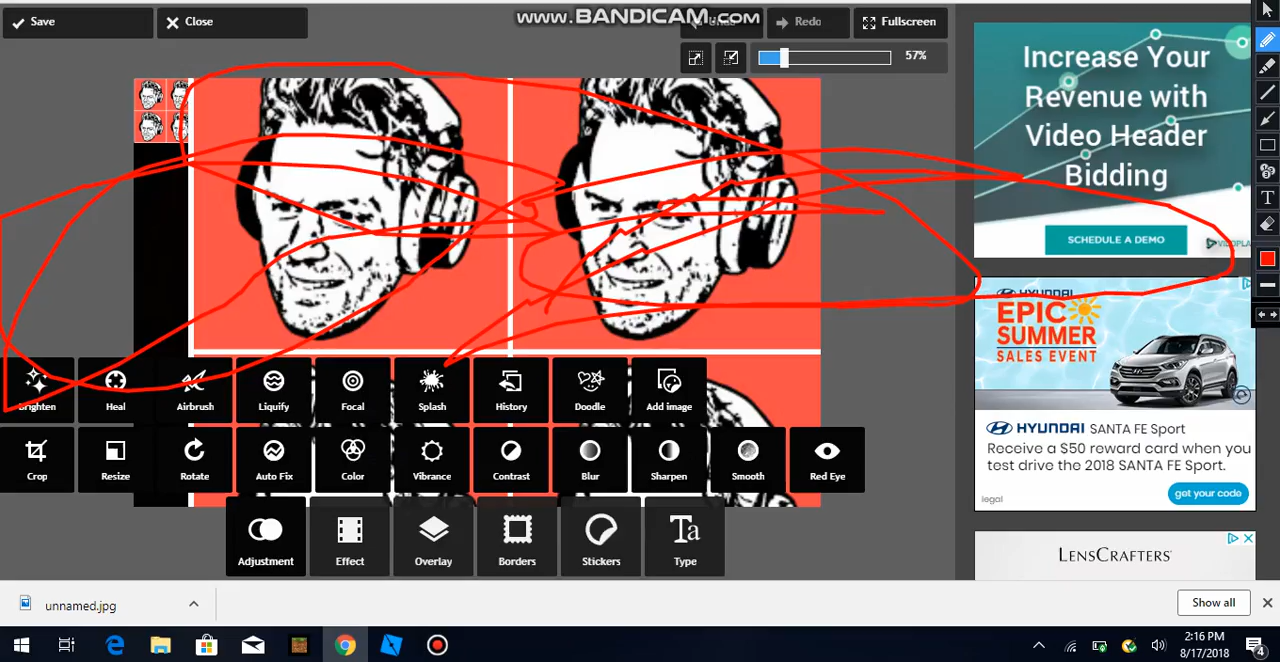 www.BANDICAM.com
Save
Close
Undo
Redo
Fullscreen
57%
Increase Your
Revenue with
Video Header
Bidding
SCHEDULE A DEMO
HYUNDAI
EPIC
SUMMER
SALES EVENT
HYUNDAI SANTA FE Sport
Receive a $50 reward card when you
test drive the 2018 SANTA FE Sport.
legal
get your code
LENSCRAFTERS
Brighten
Heal
Airbrush
Liquify
Focal
Splash
History
Doodle
Add image
Crop
Resize
Rotate
Auto Fix
Color
Vibrance
Contrast
Blur
Sharpen
Smooth
Red Eye
Adjustment
Effect
Overlay
Borders
Stickers
Type
unnamed.jpg
Show all
2:16 PM
8/17/2018
4